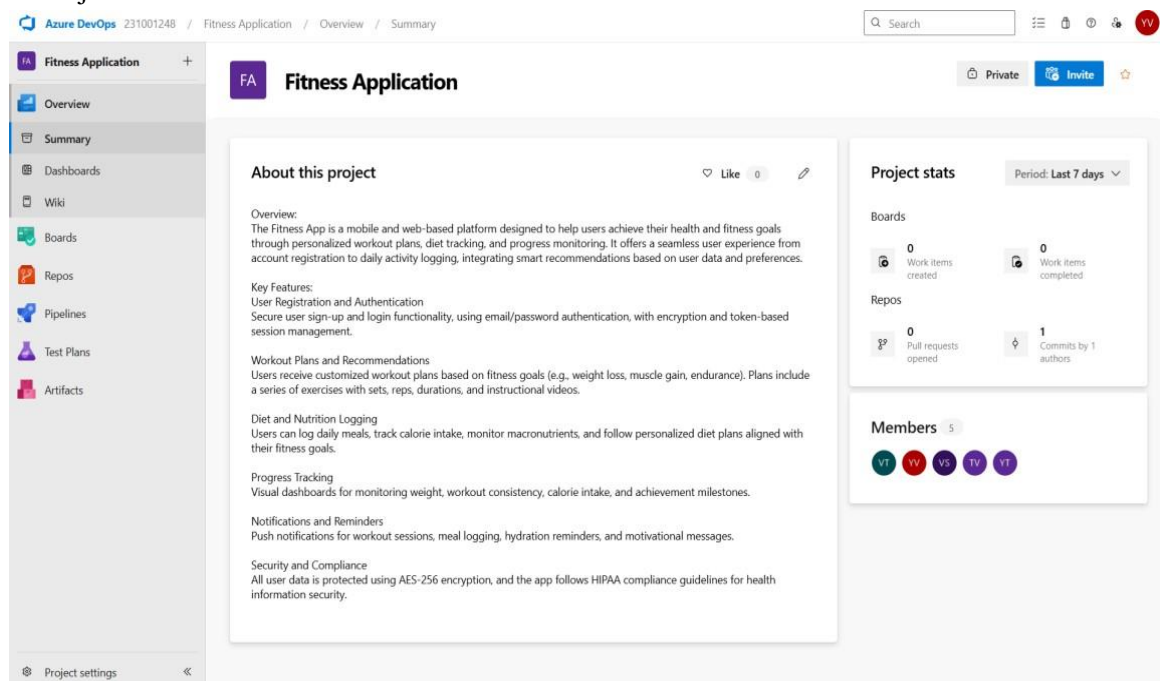 Azure DevOps 231001248 / Fitness Application / Overview / Summary
Search
YV
FA Fitness Application +
Overview
Summary
Dashboards
Wiki
Boards
Repos
Pipelines
Test Plans
Artifacts
Project settings
FA Fitness Application
Private
Invite
About this project
Like 0
Overview:
The Fitness App is a mobile and web-based platform designed to help users achieve their health and fitness goals
through personalized workout plans, diet tracking, and progress monitoring. It offers a seamless user experience from
account registration to daily activity logging, integrating smart recommendations based on user data and preferences.
Key Features:
User Registration and Authentication
Secure user sign-up and login functionality, using email/password authentication, with encryption and token-based
session management.
Workout Plans and Recommendations
Users receive customized workout plans based on fitness goals (e.g., weight loss, muscle gain, endurance). Plans include
a series of exercises with sets, reps, durations, and instructional videos.
Diet and Nutrition Logging
Users can log daily meals, track calorie intake, monitor macronutrients, and follow personalized diet plans aligned with
their fitness goals.
Progress Tracking
Visual dashboards for monitoring weight, workout consistency, calorie intake, and achievement milestones.
Notifications and Reminders
Push notifications for workout sessions, meal logging, hydration reminders, and motivational messages.
Security and Compliance
All user data is protected using AES-256 encryption, and the app follows HIPAA compliance guidelines for health
information security.
Project stats
Period: Last 7 days
Boards
0
Work items
created
0
Work items
completed
Repos
0
Pull requests
opened
1
Commits by 1
authors
Members 5
VT YV VS TV YT